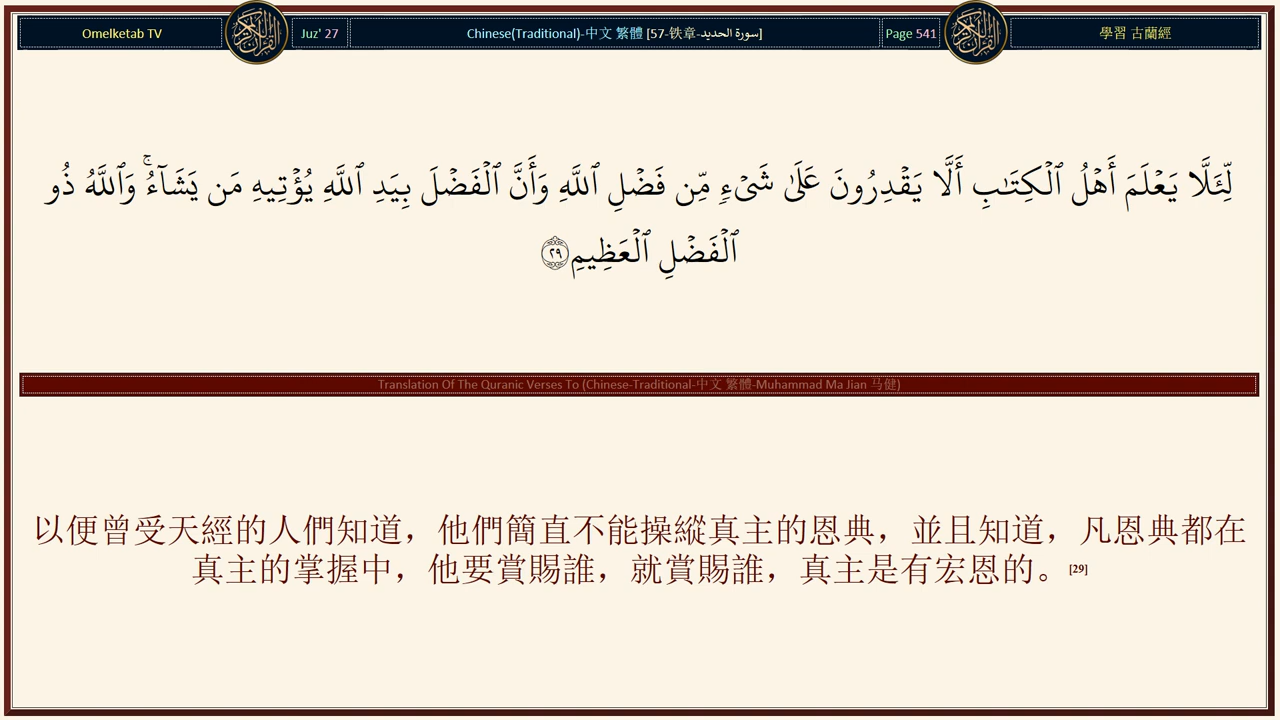 Omelketab TV
Juz' 27
Chinese(Traditional)-中文 繁體 [57-铁章-سورة الحديد]
Page 541
學習 古蘭經
لِّئَلَّا يَعۡلَمَ أَهۡلُ ٱلۡكِتَٰبِ أَلَّا يَقۡدِرُونَ عَلَىٰ شَيۡءٖ مِّن فَضۡلِ ٱللَّهِ وَأَنَّ ٱلۡفَضۡلَ بِيَدِ ٱللَّهِ يُؤۡتِيهِ مَن يَشَآءُۚ وَٱللَّهُ ذُو
ٱلۡفَضۡلِ ٱلۡعَظِيمِ ٢٩
Translation Of The Quranic Verses To (Chinese-Traditional-中文 繁體-Muhammad Ma Jian 马健)
以便曾受天經的人們知道，他們簡直不能操縱真主的恩典，並且知道，凡恩典都在
真主的掌握中，他要賞賜誰，就賞賜誰，真主是有宏恩的。[29]